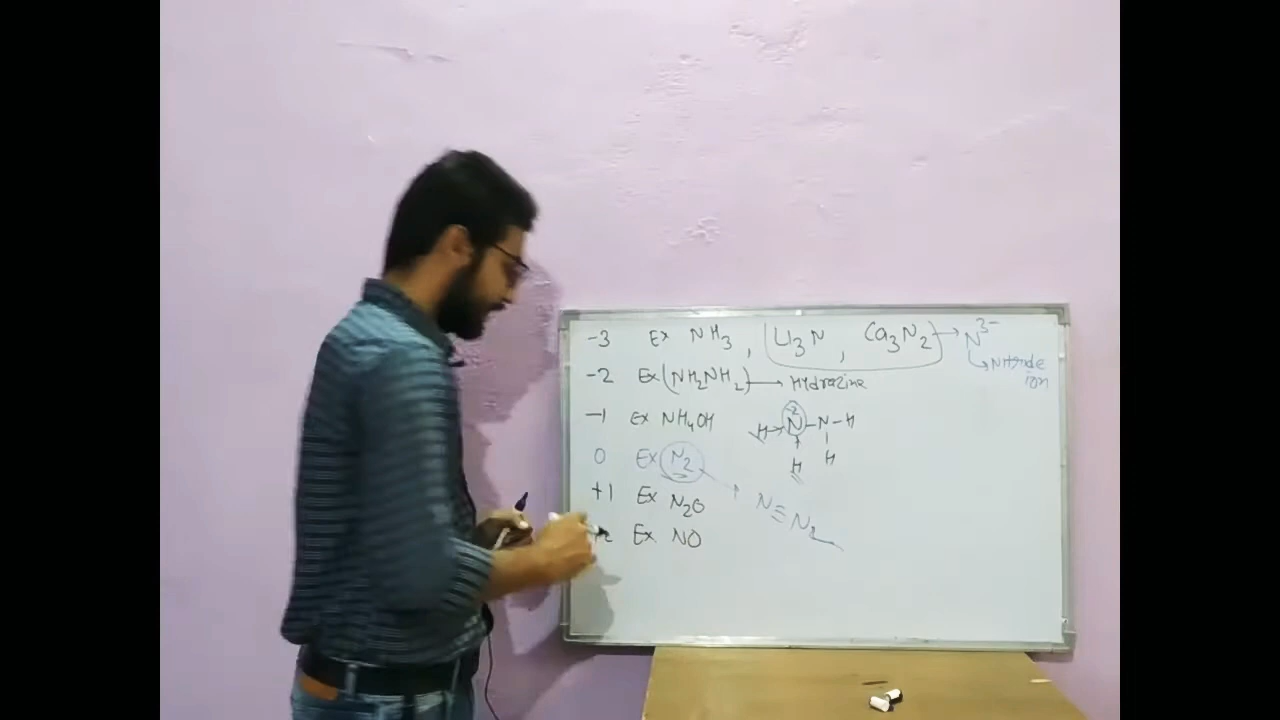 -3 Ex NH3, Li3N, Ca3N2 → N3-
-2 Ex (NH2NH2) → Hydrazine
Nitride ion
-1 Ex NH4OH
-2
H N - N - H
H H
0 Ex N2
+1 Ex N2O
N ≡ N2
Ex NO